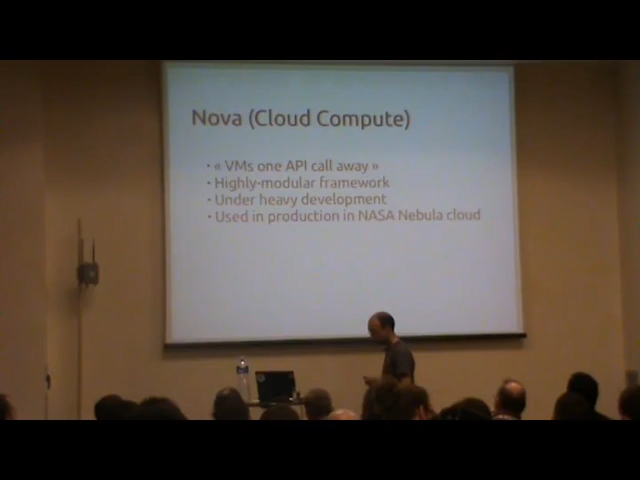 Nova (Cloud Compute)
• « VMs one API call away »
• Highly-modular framework
• Under heavy development
• Used in production in NASA Nebula cloud